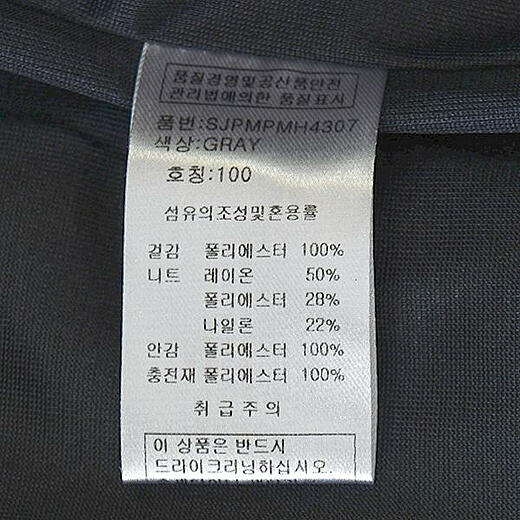 품질경영및공산품안전
관리법에의한 품질표시
품번:SJPMPMH4307
색상:GRAY
호칭:100
섬유의조성및혼용률
겉감 폴리에스터 100%
니트 레이온 50%
폴리에스터 28%
나일론 22%
안감 폴리에스터 100%
충전재 폴리에스터 100%
취급주의
이 상품은 반드시
드라이크리닝하십시오.